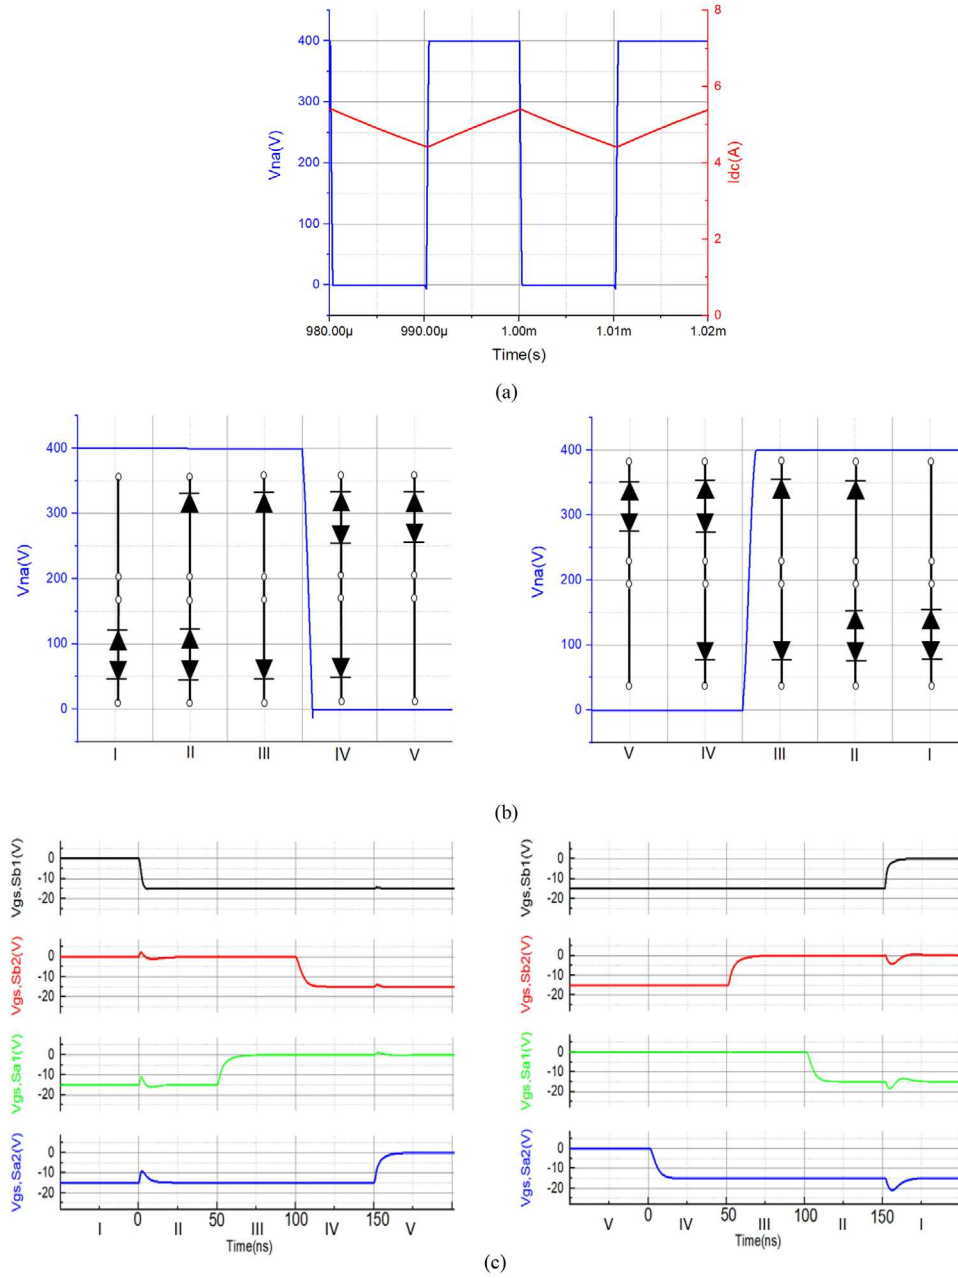 8
400
300
6
Vna(V)
200
4
Idc(A)
100
2
0
0
980.00µ 990.00µ 1.00m 1.01m 1.02m
Time(s)
(a)
400
300
Vna(V)
200
100
0
I II III IV V
400
300
Vna(V)
200
100
0
V IV III II I
(b)
Vgs,Sb1(V)
0
-10
-20
Vgs,Sb2(V)
0
-10
-20
Vgs,Sa1(V)
0
-10
-20
Vgs,Sa2(V)
0
-10
-20
0 50 100 150
I II III IV V
Time(ns)
Vgs,Sb1(V)
0
-10
-20
Vgs,Sb2(V)
0
-10
-20
Vgs,Sa1(V)
0
-10
-20
Vgs,Sa2(V)
0
-10
-20
0 50 100 150
V IV III II I
Time(ns)
(c)